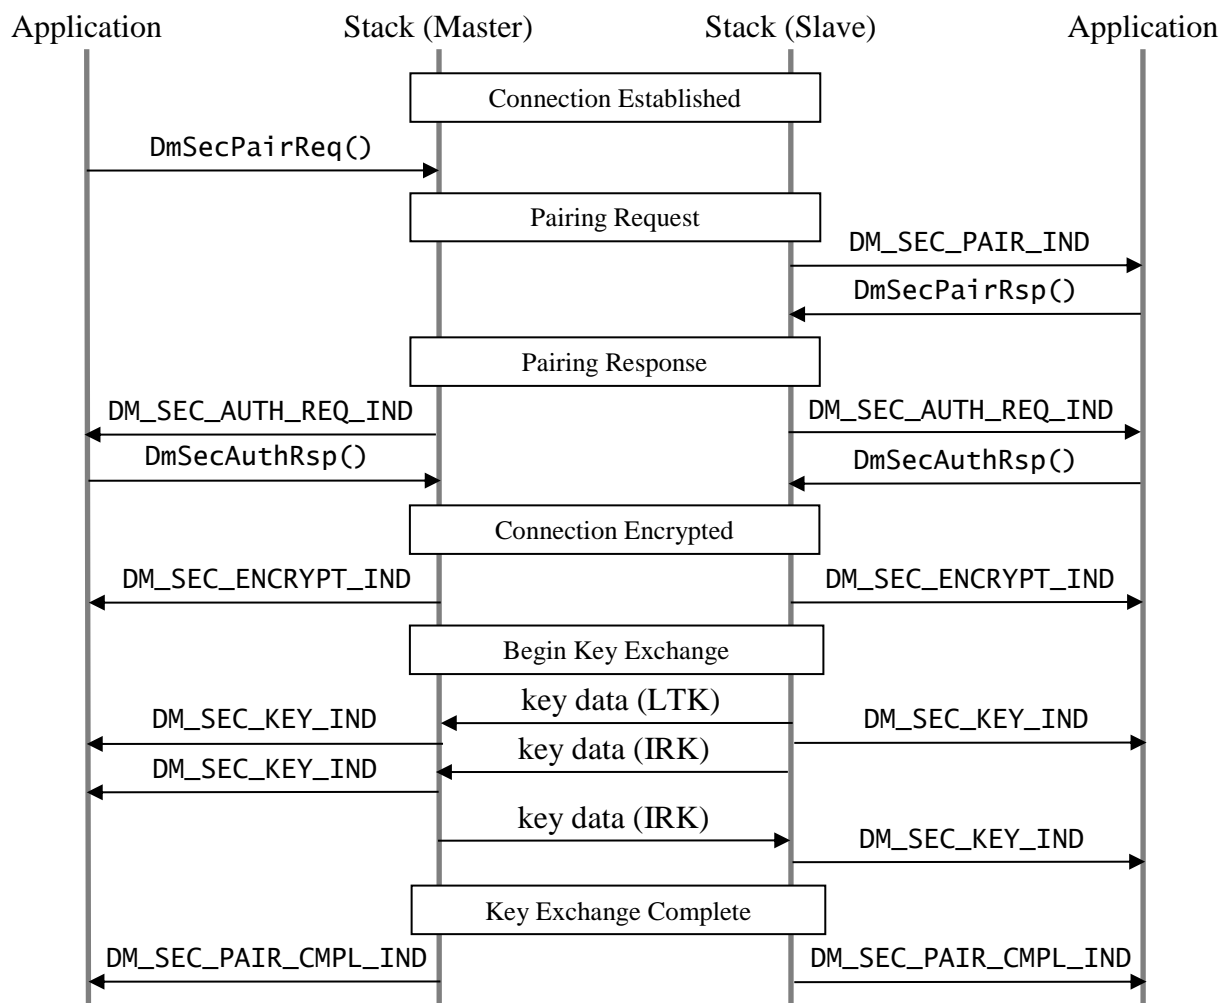 Application
Stack (Master)
Stack (Slave)
Application
Connection Established
DmSecPairReq()
Pairing Request
DM_SEC_PAIR_IND
DmSecPairRsp()
Pairing Response
DM_SEC_AUTH_REQ_IND
DM_SEC_AUTH_REQ_IND
DmSecAuthRsp()
DmSecAuthRsp()
Connection Encrypted
DM_SEC_ENCRYPT_IND
DM_SEC_ENCRYPT_IND
Begin Key Exchange
key data (LTK)
DM_SEC_KEY_IND
DM_SEC_KEY_IND
key data (IRK)
DM_SEC_KEY_IND
key data (IRK)
DM_SEC_KEY_IND
Key Exchange Complete
DM_SEC_PAIR_CMPL_IND
DM_SEC_PAIR_CMPL_IND